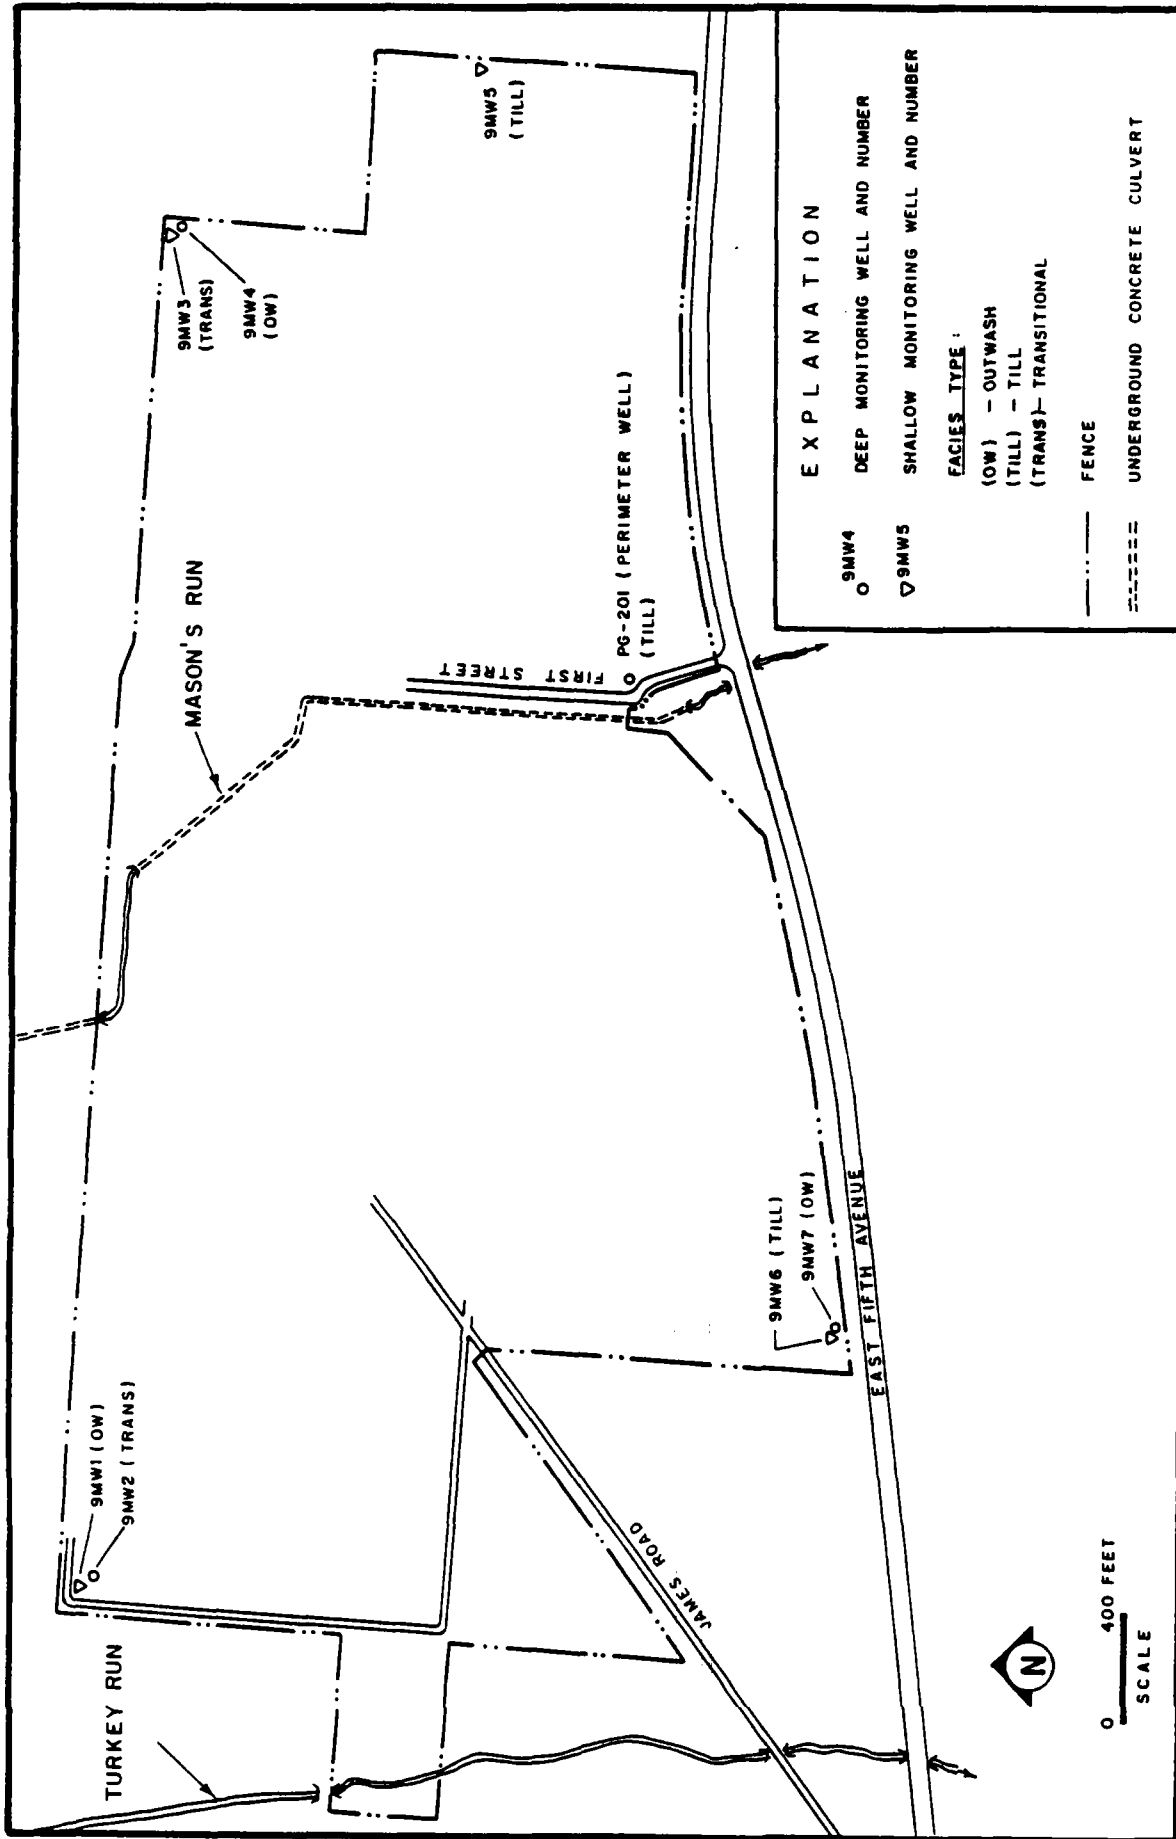 TURKEY RUN
9MW1 (OW)
9MW2 (TRANS)
MASON'S RUN
9MW3
(TRANS)
9MW4
(OW)
9MW5
(TILL)
JAMES ROAD
9MW6 (TILL)
9MW7 (OW)
EAST FIFTH AVENUE
FIRST STREET
PG-201 (PERIMETER WELL)
(TILL)
N
0 400 FEET
SCALE
EXPLANATION
9MW4 DEEP MONITORING WELL AND NUMBER
9MW5 SHALLOW MONITORING WELL AND NUMBER
FACIES TYPE:
(OW) - OUTWASH
(TILL) - TILL
(TRANS)- TRANSITIONAL
FENCE
UNDERGROUND CONCRETE CULVERT